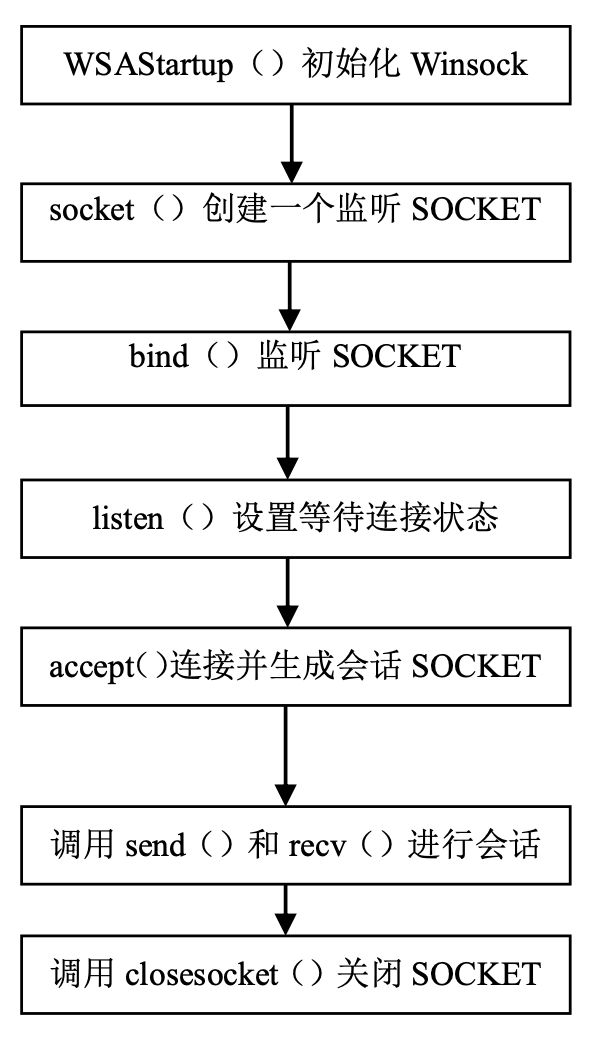 WSAStartup（）初始化 Winsock
socket（）创建一个监听 SOCKET
bind（）监听 SOCKET
listen（）设置等待连接状态
accept()连接并生成会话 SOCKET
调用 send（）和 recv（）进行会话
调用 closesocket（）关闭 SOCKET